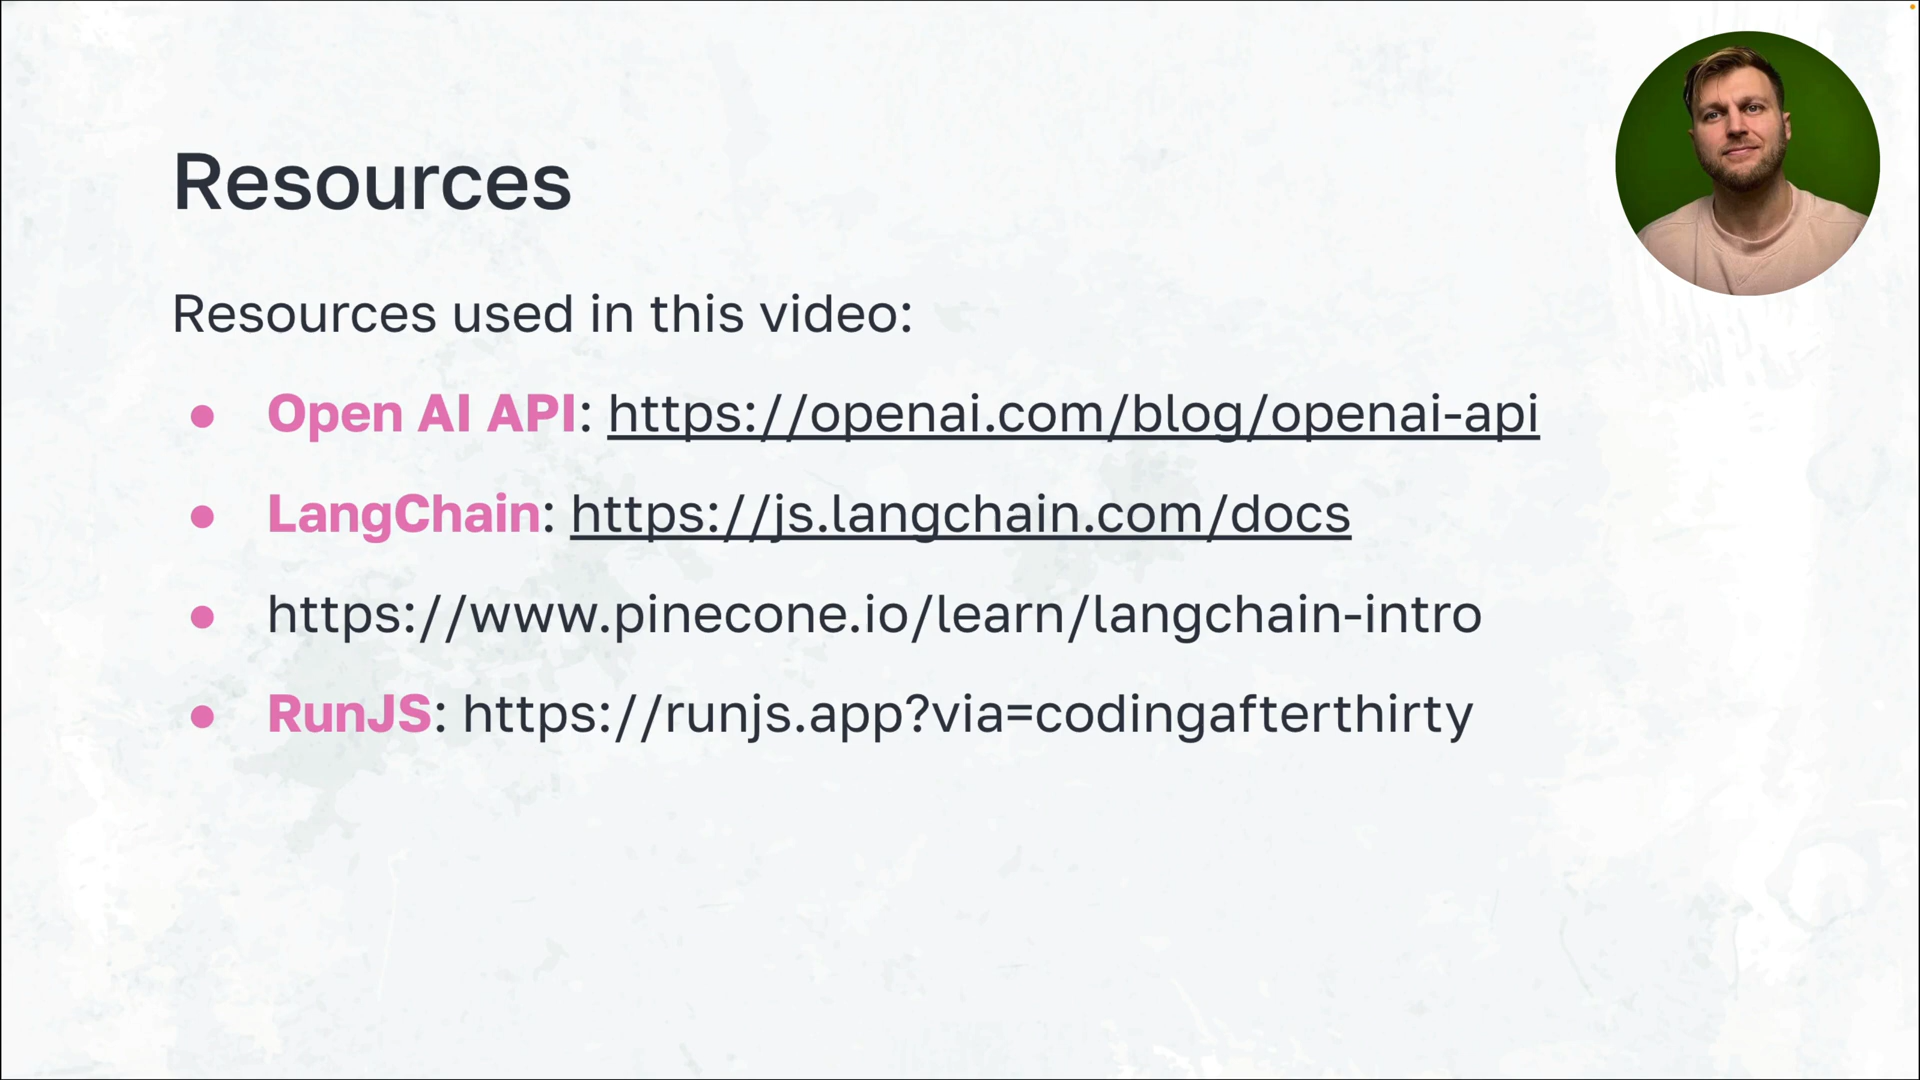 Resources
Resources used in this video:
● Open AI API: https://openai.com/blog/openai-api
● LangChain: https://js.langchain.com/docs
● https://www.pinecone.io/learn/langchain-intro
● RunJS: https://runjs.app?via=codingafterthirty